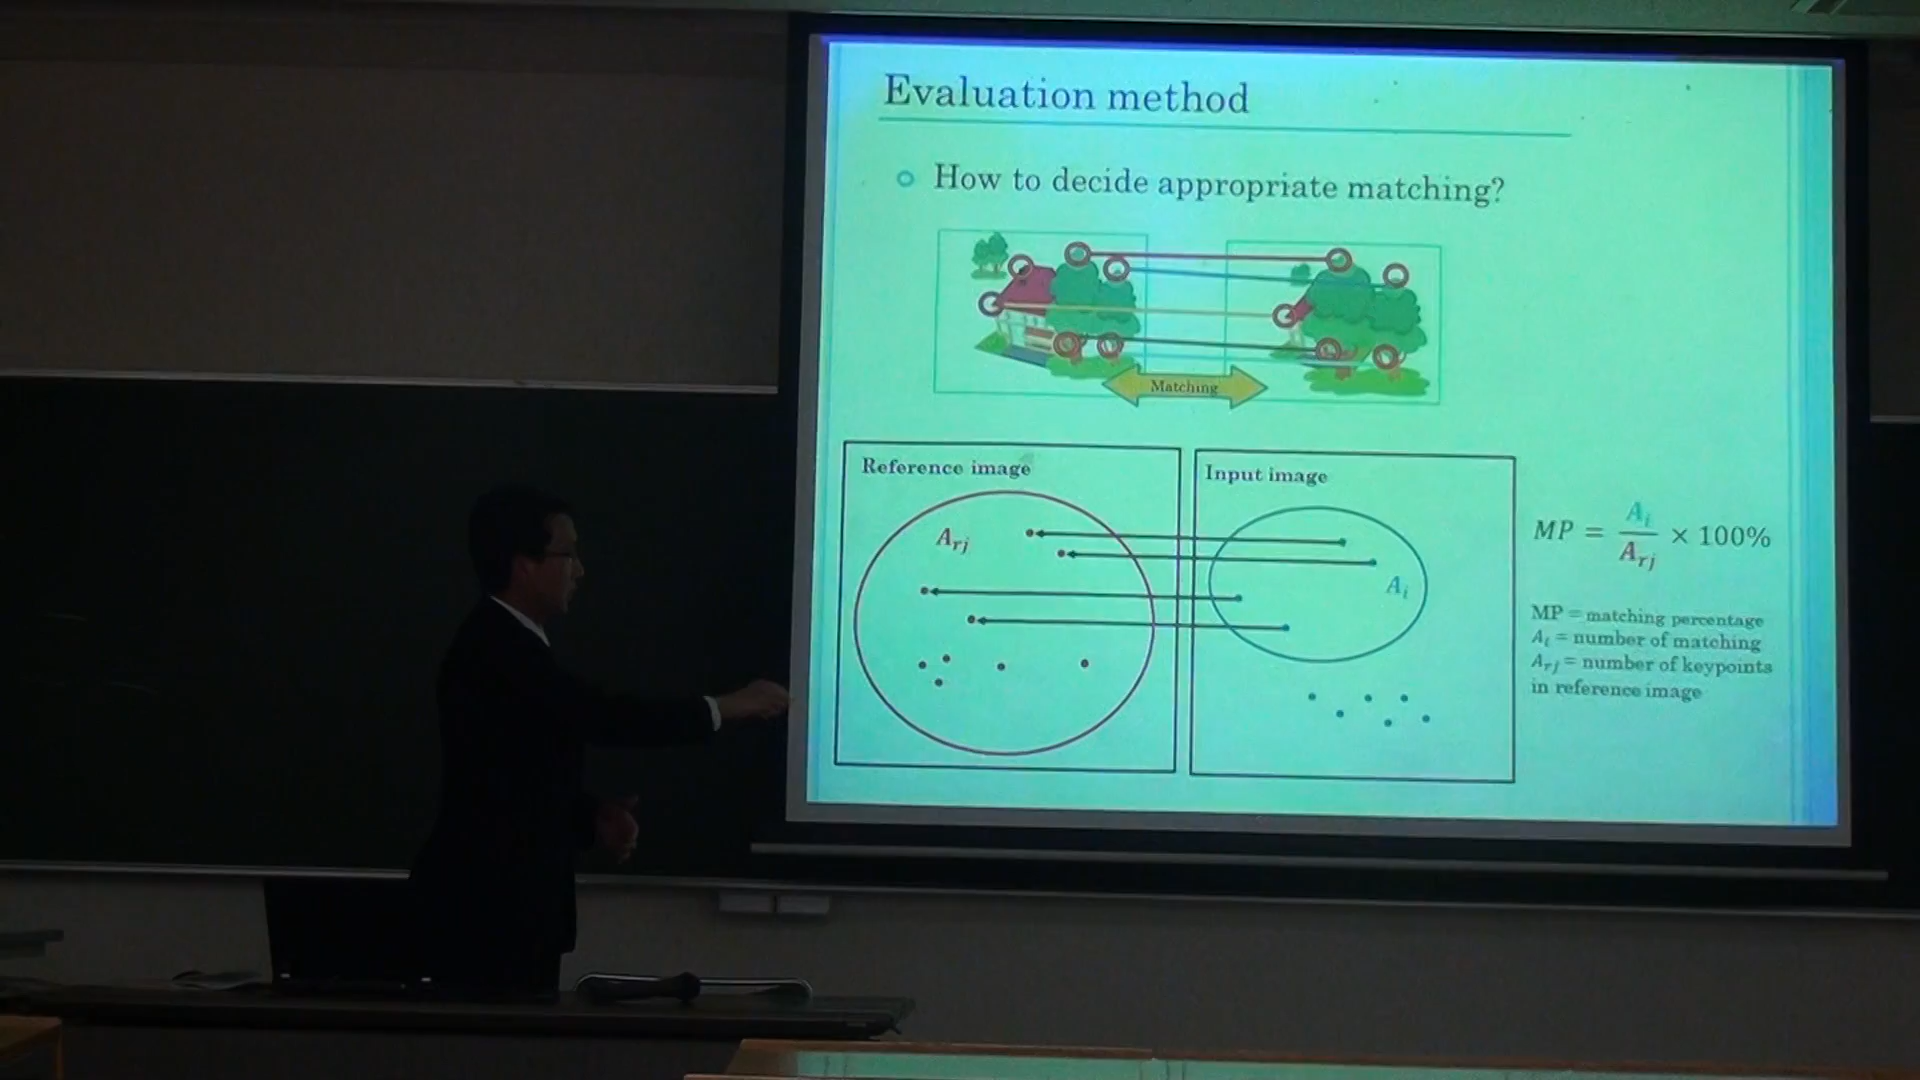 Evaluation method
How to decide appropriate matching?
Matching
Reference image
Input image
A_rj
A_i
MP = A_i / A_rj × 100%
MP = matching percentage
A_i = number of matching
A_rj = number of keypoints
in reference image